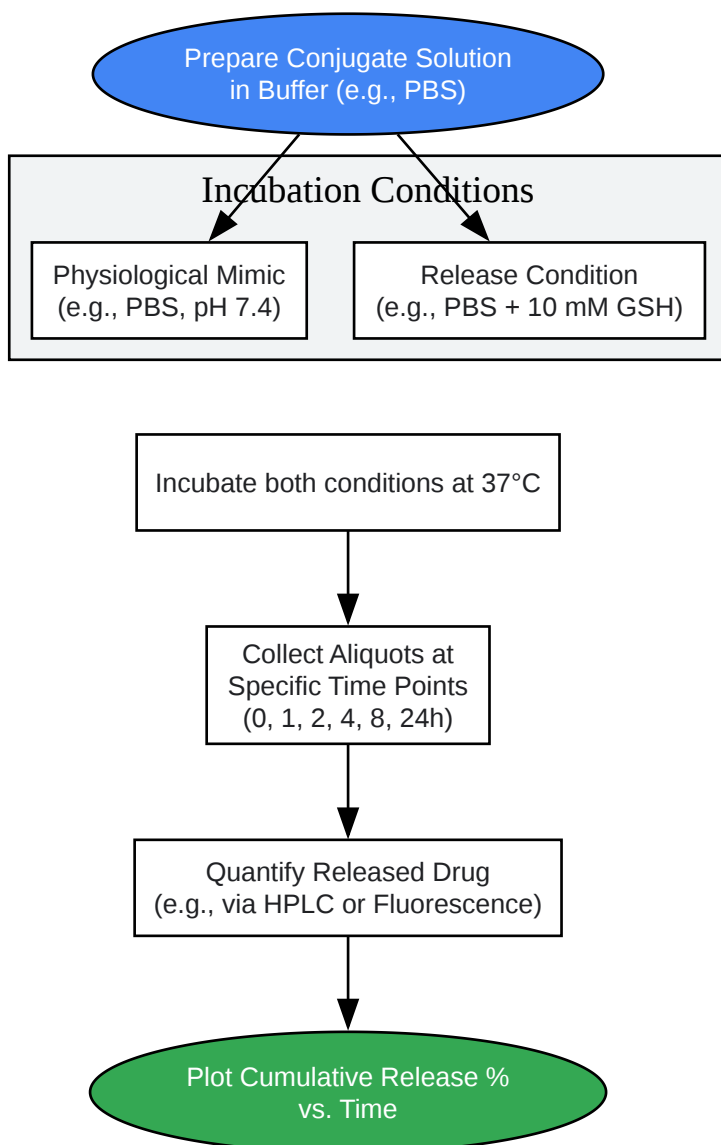 Prepare Conjugate Solution
in Buffer (e.g., PBS)
Incubation Conditions
Physiological Mimic
(e.g., PBS, pH 7.4)
Release Condition
(e.g., PBS + 10 mM GSH)
Incubate both conditions at 37°C
Collect Aliquots at
Specific Time Points
(0, 1, 2, 4, 8, 24h)
Quantify Released Drug
(e.g., via HPLC or Fluorescence)
Plot Cumulative Release %
vs. Time